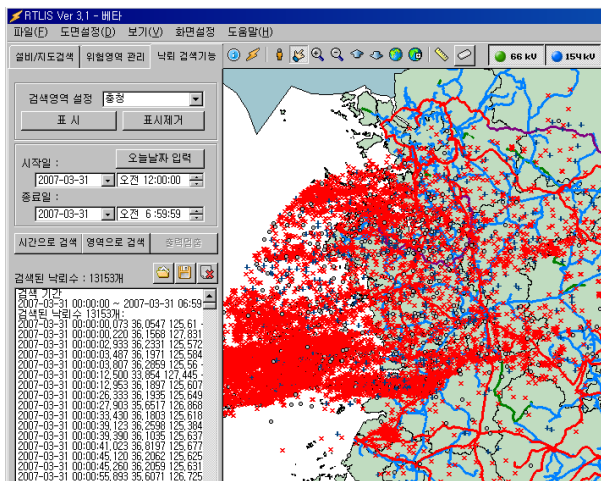 RTLIS Ver 3,1 - 베타
파일(F) 도면설정(D) 보기(V) 화면설정 도움말(H)
설비/지도검색 위험영역 관리 낙뢰 검색기능
66 kV 154 kV
검색영역 설정 충청
표 시 표시제거
시작일 : 오늘날짜 입력
2007-03-31 오전 12:00:00
종료일 :
2007-03-31 오전 6:59:59
시간으로 검색 영역으로 검색 출력멈춤
검색된 낙뢰수 : 13153개
검색 기간
2007-03-31 00:00:00 ~ 2007-03-31 06:59
검색된 낙뢰수 13153개:
2007-03-31 00:00:00,073 36,0547 125,61 -
2007-03-31 00:00:00,220 36,1568 127,831
2007-03-31 00:00:02,933 36,2331 125,572
2007-03-31 00:00:03,487 36,1971 125,584
2007-03-31 00:00:03,807 36,2859 125,56 -
2007-03-31 00:00:12,500 33,854 127,445 -
2007-03-31 00:00:12,953 36,1897 125,607
2007-03-31 00:00:26,333 36,1935 125,649
2007-03-31 00:00:27,903 35,6517 126,868
2007-03-31 00:00:33,430 36,1803 125,618
2007-03-31 00:00:39,123 36,2598 125,384
2007-03-31 00:00:39,390 36,1035 125,637
2007-03-31 00:00:41,023 36,8197 125,677
2007-03-31 00:00:45,120 36,2062 125,625
2007-03-31 00:00:45,260 36,2059 125,631
2007-03-31 00:00:55,893 35,6071 126,725